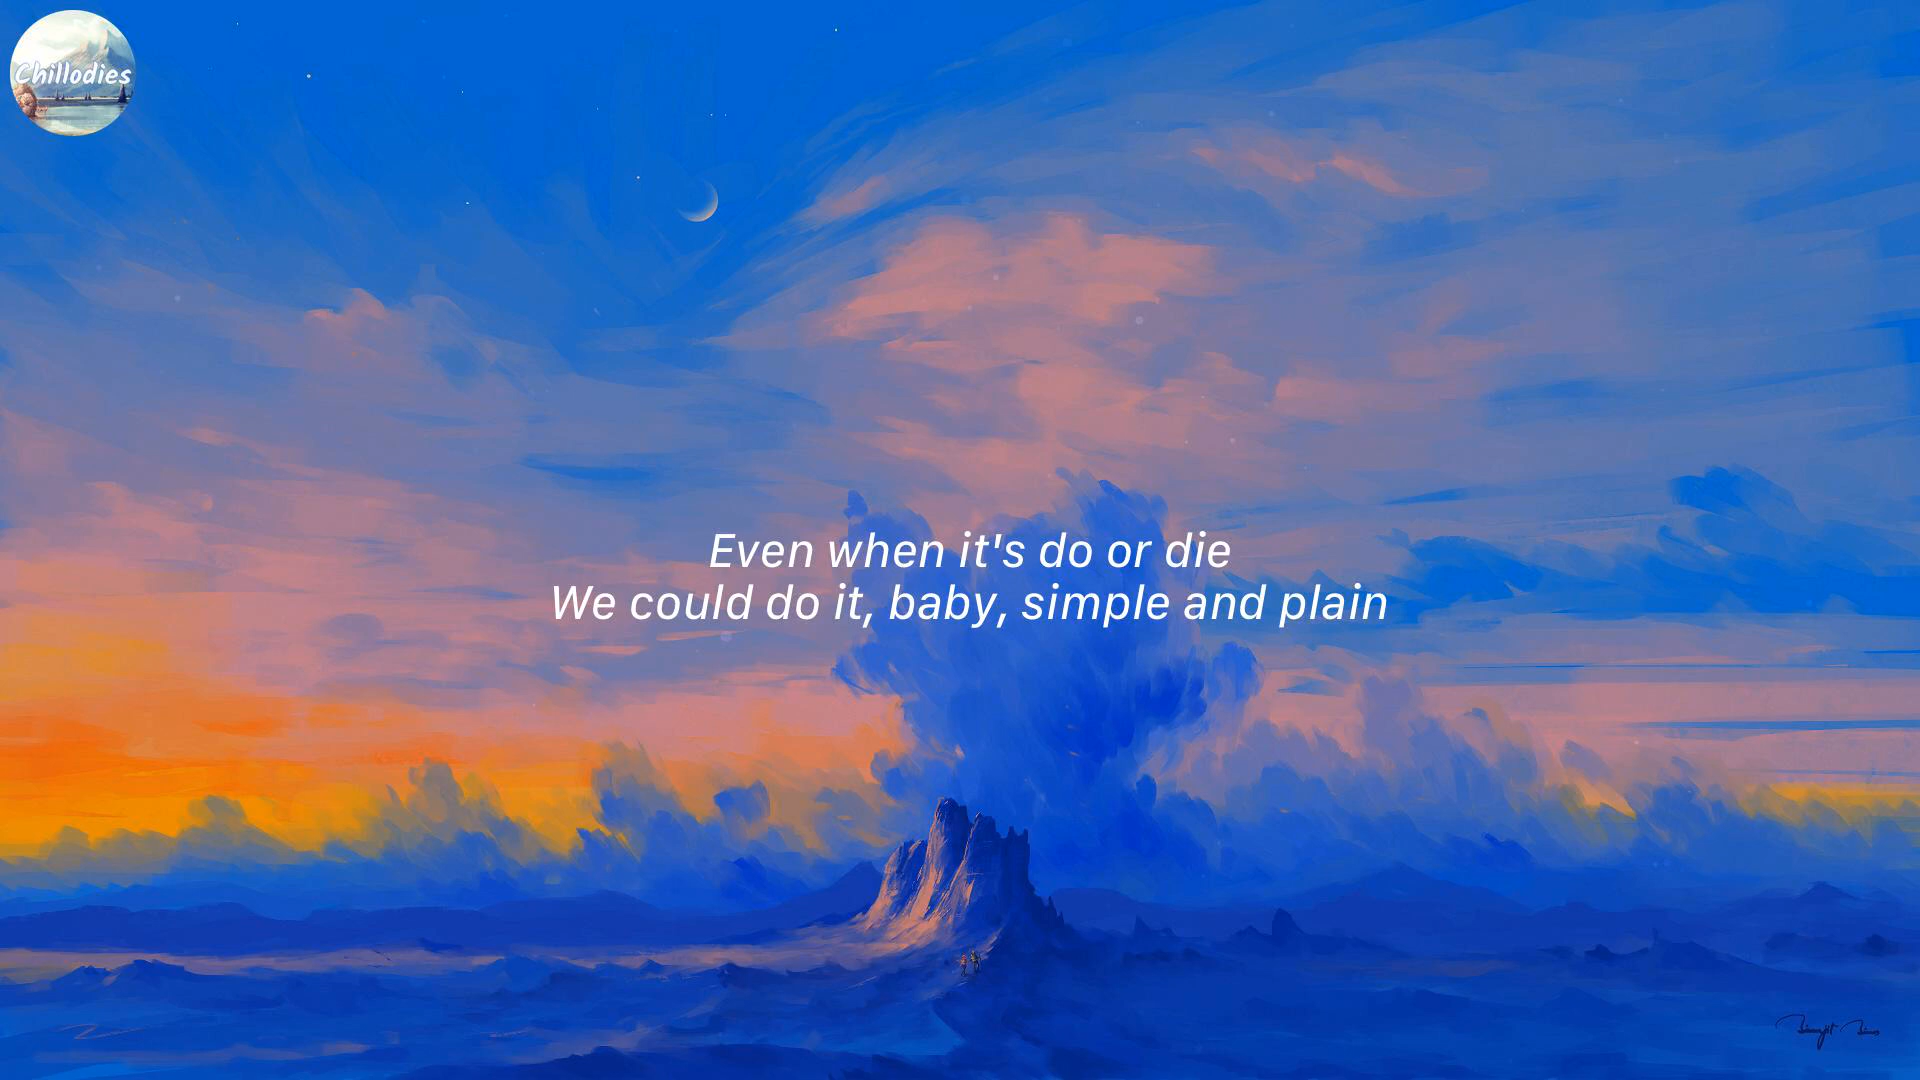 Chillodies
Even when it's do or die
We could do it, baby, simple and plain